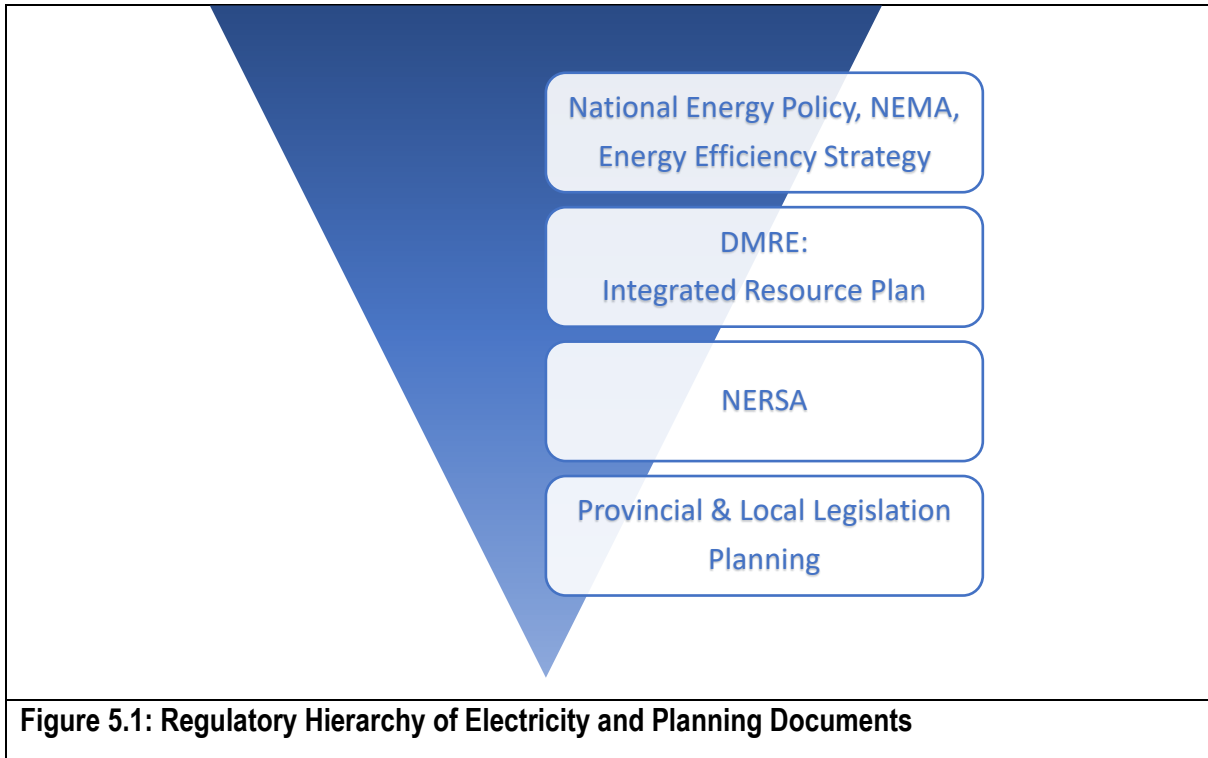 National Energy Policy, NEMA,
Energy Efficiency Strategy
DMRE:
Integrated Resource Plan
NERSA
Provincial & Local Legislation
Planning
Figure 5.1: Regulatory Hierarchy of Electricity and Planning Documents